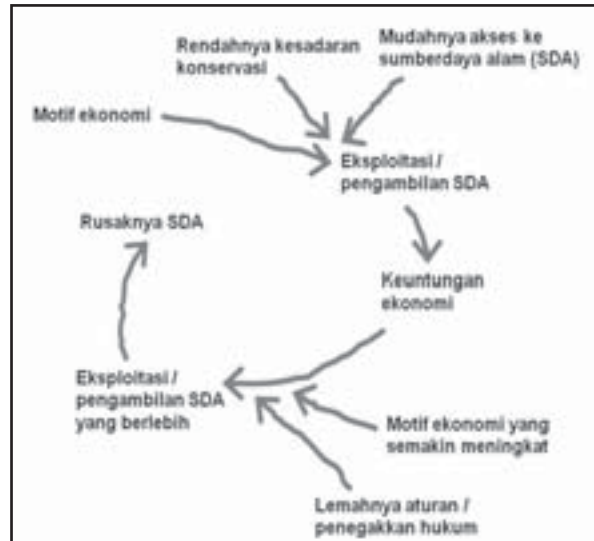 Rendahnya kesadaran
konservasi
Mudahnya akses ke
sumberdaya alam (SDA)
Motif ekonomi
Eksploitasi /
pengambilan SDA
Rusaknya SDA
Keuntungan
ekonomi
Eksploitasi /
pengambilan SDA
yang berlebih
Motif ekonomi yang
semakin meningkat
Lemahnya aturan /
penegakkan hukum